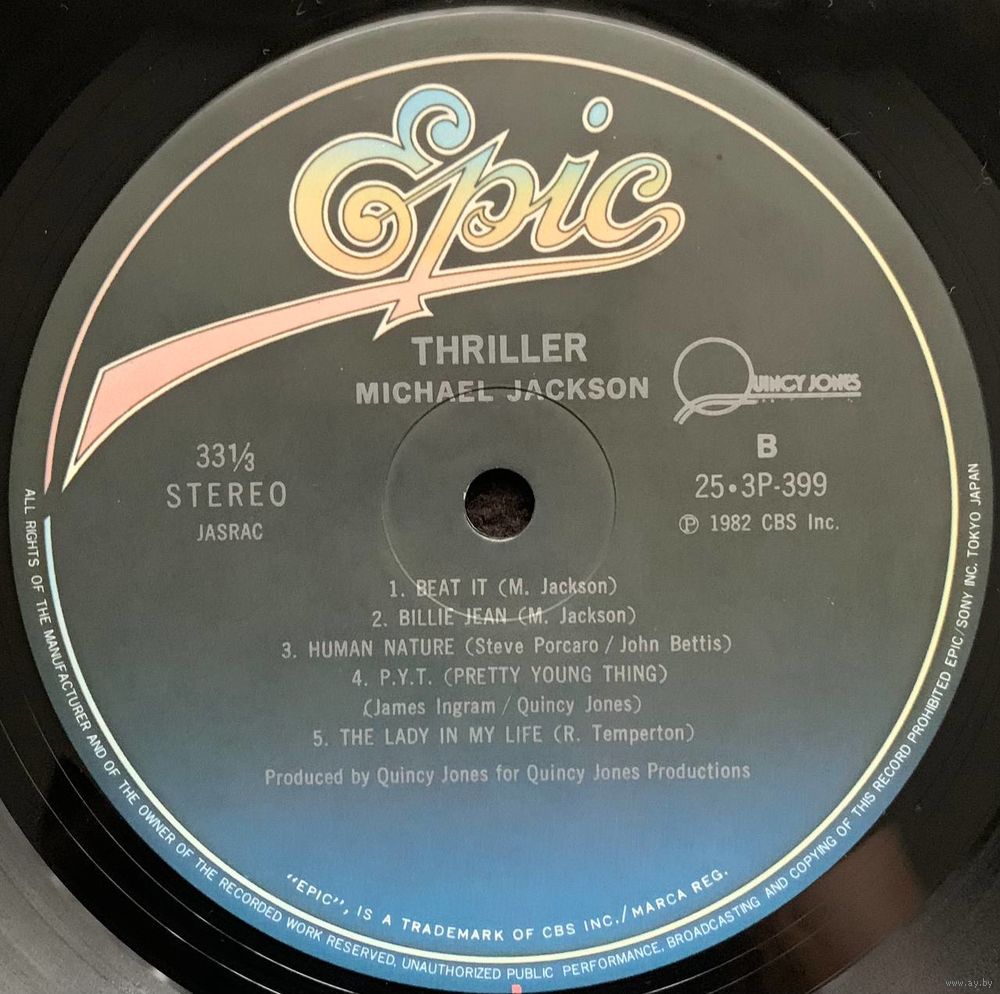 Epic
THRILLER
MICHAEL JACKSON
QUINCY JONES
33⅓
STEREO
JASRAC
B
25•3P-399
Ⓟ 1982 CBS Inc.
1. BEAT IT (M. Jackson)
2. BILLIE JEAN (M. Jackson)
3. HUMAN NATURE (Steve Porcaro / John Bettis)
4. P.Y.T. (PRETTY YOUNG THING)
(James Ingram / Quincy Jones)
5. THE LADY IN MY LIFE (R. Temperton)
Produced by Quincy Jones for Quincy Jones Productions
"EPIC", IS A TRADEMARK OF CBS INC./MARCA REG.
ALL RIGHTS OF THE MANUFACTURER AND OF THE OWNER OF THE RECORDED WORK RESERVED, UNAUTHORIZED PUBLIC PERFORMANCE, BROADCASTING AND COPYING OF THIS RECORD PROHIBITED EPIC/SONY INC. TOKYO JAPAN
www.ay.by